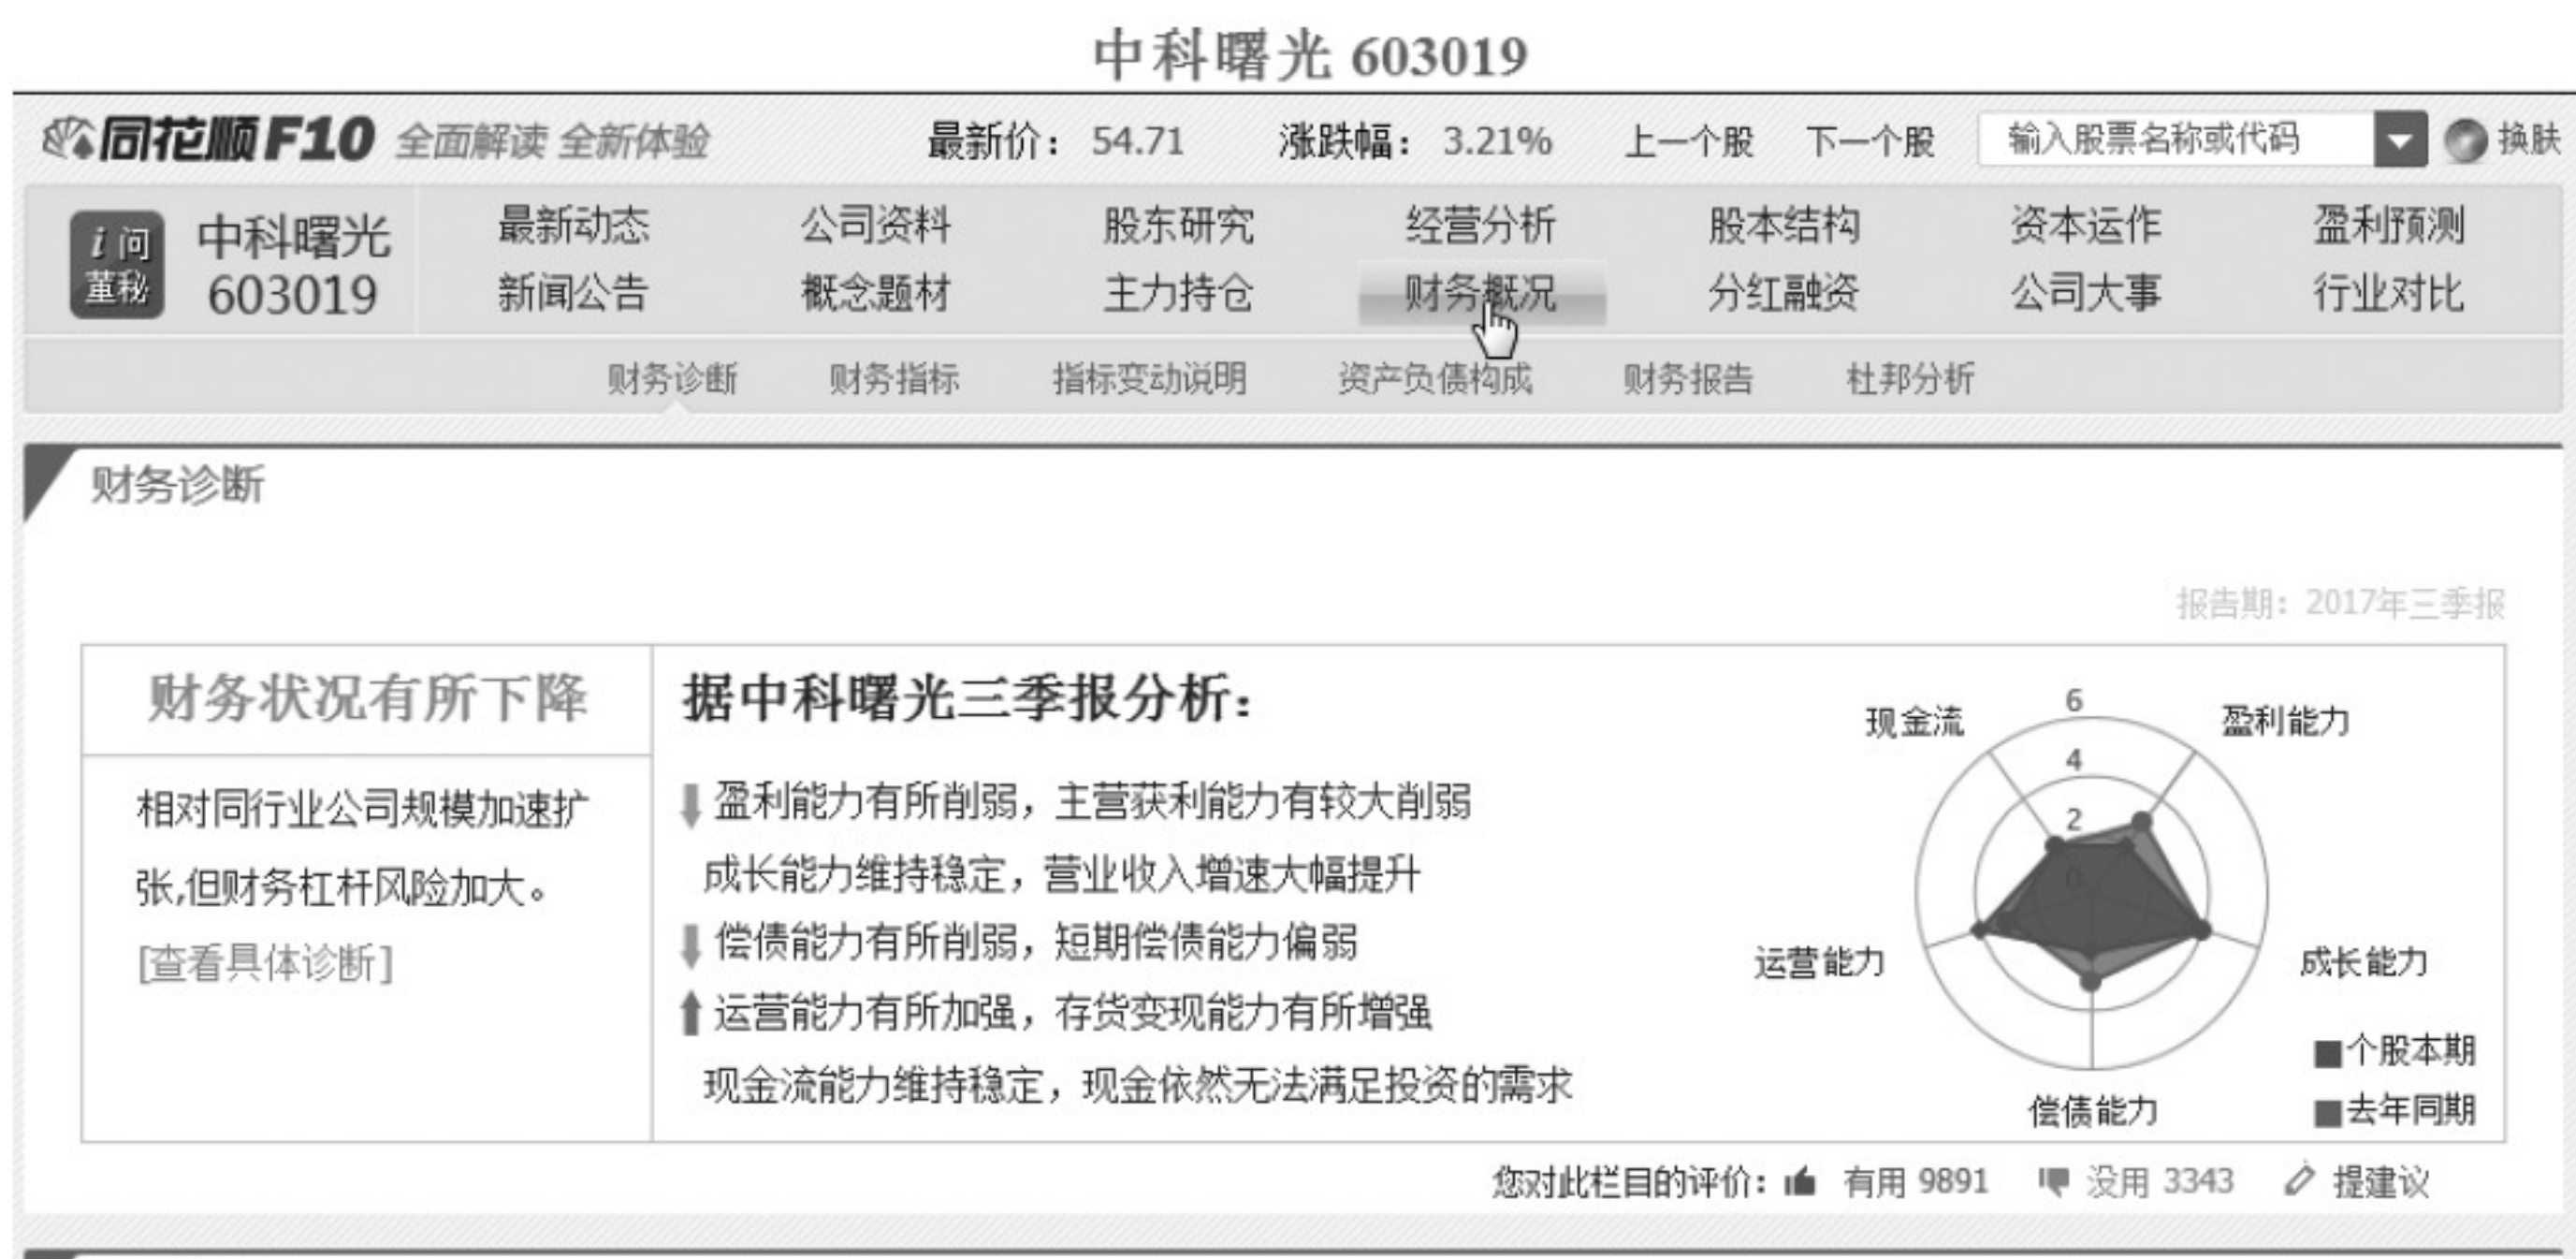 中科曙光 603019
同花顺F10 全面解读 全新体验 最新价： 54.71 涨跌幅： 3.21% 上一个股 下一个股 输入股票名称或代码 换肤
i问董秘 中科曙光 603019
最新动态 公司资料 股东研究 经营分析 股本结构 资本运作 盈利预测
新闻公告 概念题材 主力持仓 财务概况 分红融资 公司大事 行业对比
财务诊断 财务指标 指标变动说明 资产负债构成 财务报告 杜邦分析
财务诊断
报告期：2017年三季报
财务状况有所下降
相对同行业公司规模加速扩
张,但财务杠杆风险加大。
[查看具体诊断]
据中科曙光三季报分析：
盈利能力有所削弱，主营获利能力有较大削弱
成长能力维持稳定，营业收入增速大幅提升
偿债能力有所削弱，短期偿债能力偏弱
运营能力有所加强，存货变现能力有所增强
现金流能力维持稳定，现金依然无法满足投资的需求
6
现金流 盈利能力
4
2
0
运营能力 成长能力
偿债能力
个股本期
去年同期
您对此栏目的评价： 有用 9891 没用 3343 提建议